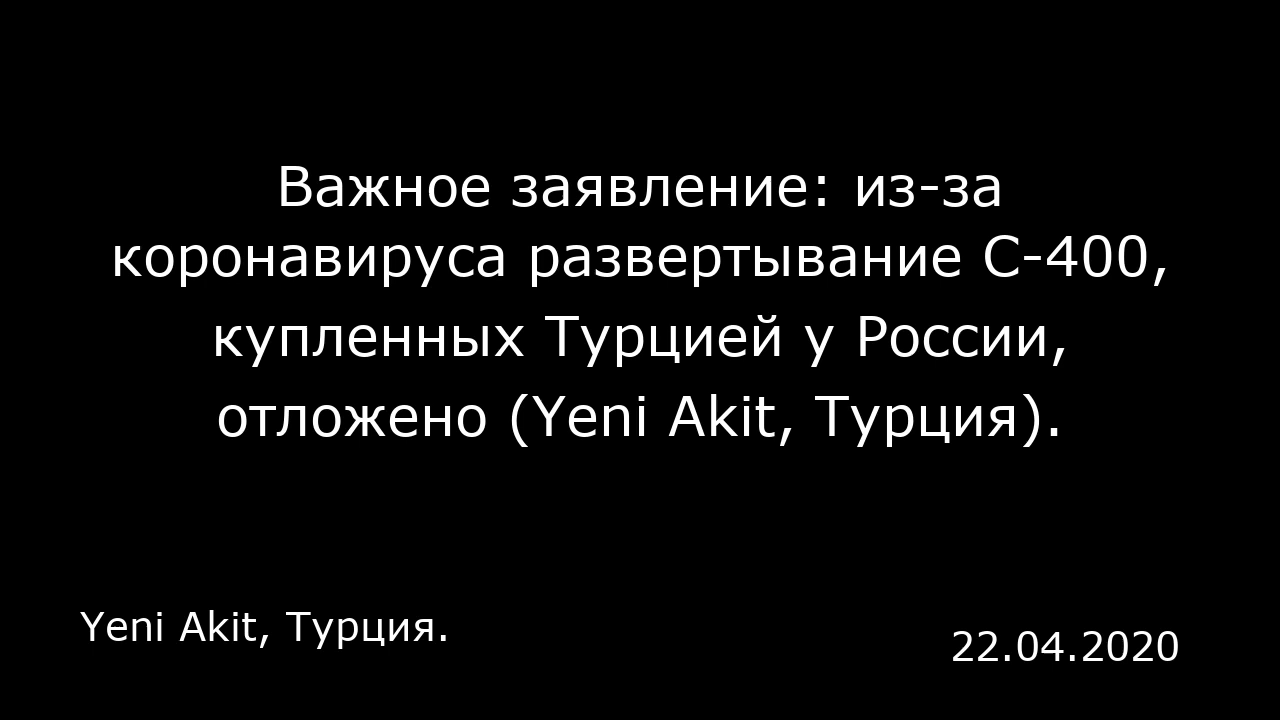 Важное заявление: из-за
коронавируса развертывание С-400,
купленных Турцией у России,
отложено (Yeni Akit, Турция).
Yeni Akit, Турция.
22.04.2020